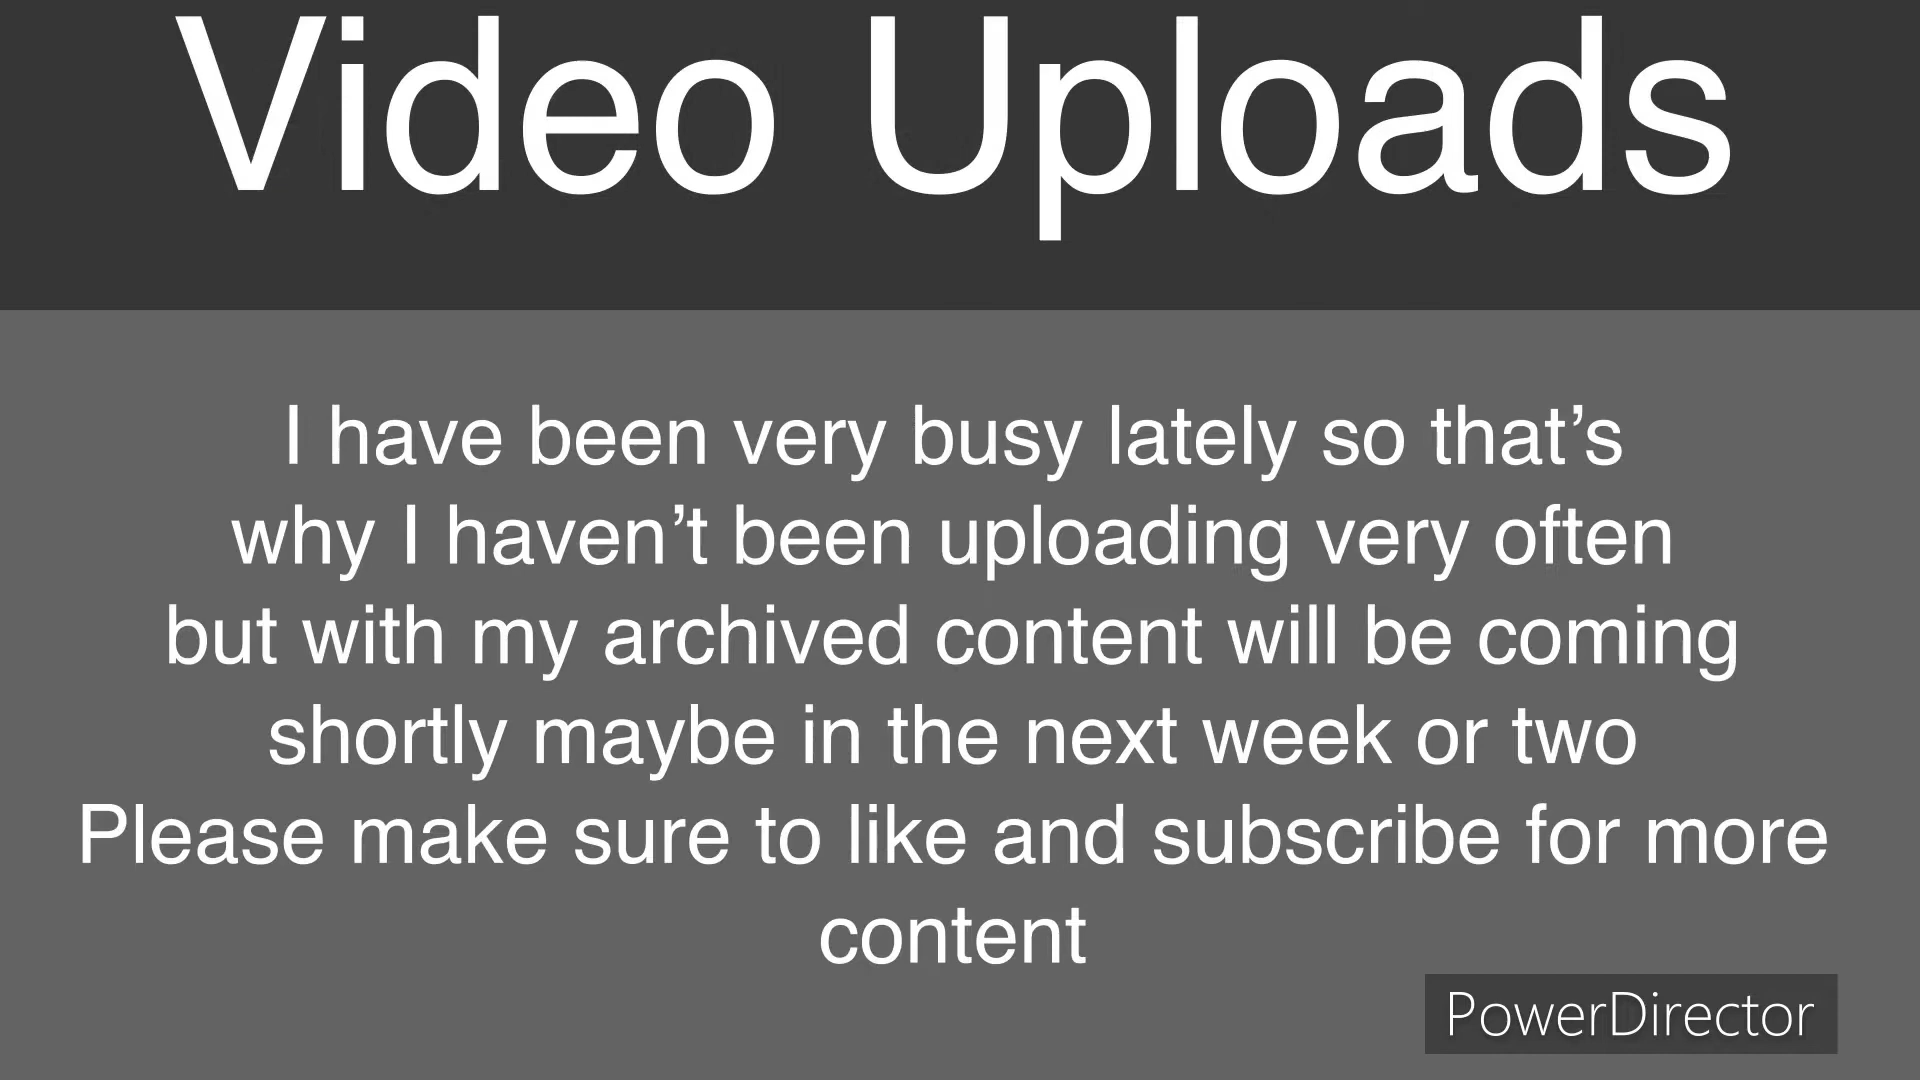 Video Uploads
I have been very busy lately so that’s
why I haven’t been uploading very often
but with my archived content will be coming
shortly maybe in the next week or two
Please make sure to like and subscribe for more
content
PowerDirector